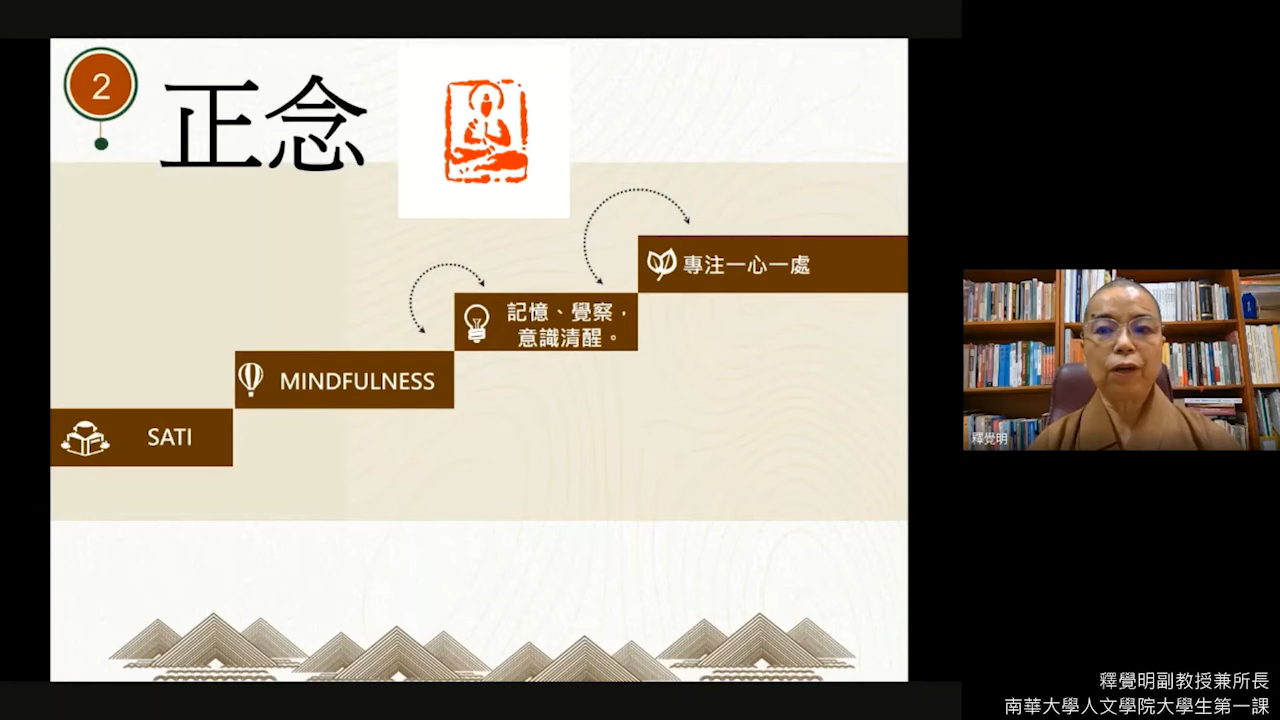 2
正念
專注一心一處
記憶、覺察，
意識清醒。
MINDFULNESS
SATI
釋覺明
釋覺明副教授兼所長
南華大學人文學院大學生第一課